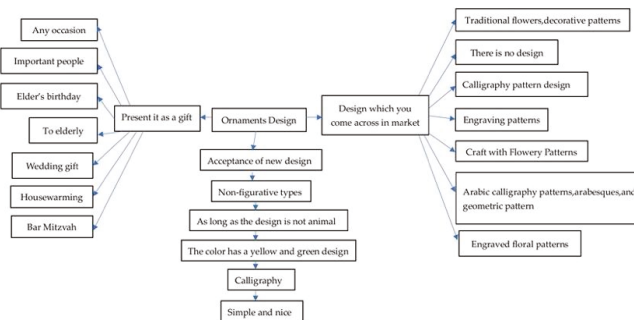 Any occasion
Important people
Elder's birthday
To elderly
Wedding gift
Housewarming
Bar Mitzvah
Present it as a gift
Ornaments Design
Acceptance of new design
Non-figurative types
As long as the design is not animal
The color has a yellow and green design
Calligraphy
Simple and nice
Design which you
come across in market
Traditional flowers,decorative patterns
There is no design
Calligraphy pattern design
Engraving patterns
Craft with Flowery Patterns
Arabic calligraphy patterns,arabesques,and
geometric pattern
Engraved floral patterns